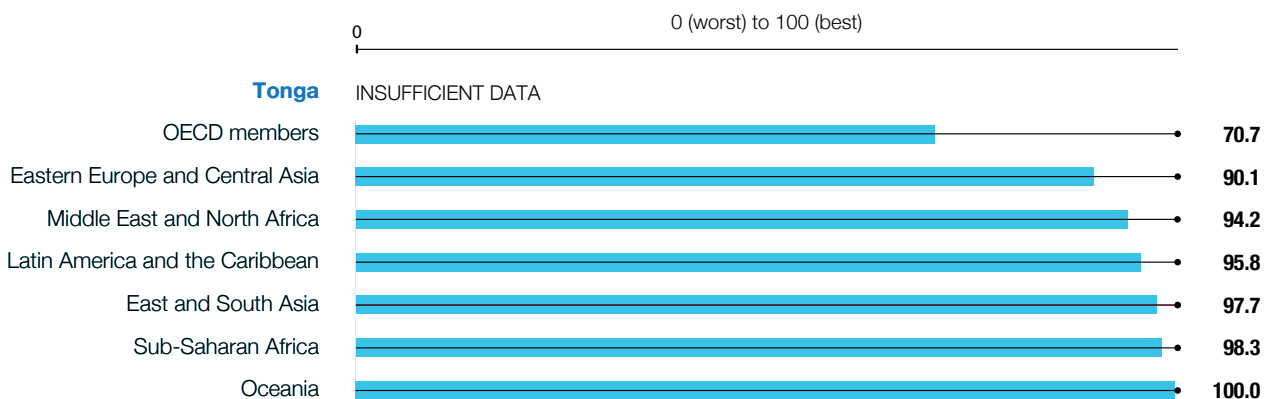 0 (worst) to 100 (best)
0
Tonga INSUFFICIENT DATA
OECD members 70.7
Eastern Europe and Central Asia 90.1
Middle East and North Africa 94.2
Latin America and the Caribbean 95.8
East and South Asia 97.7
Sub-Saharan Africa 98.3
Oceania 100.0